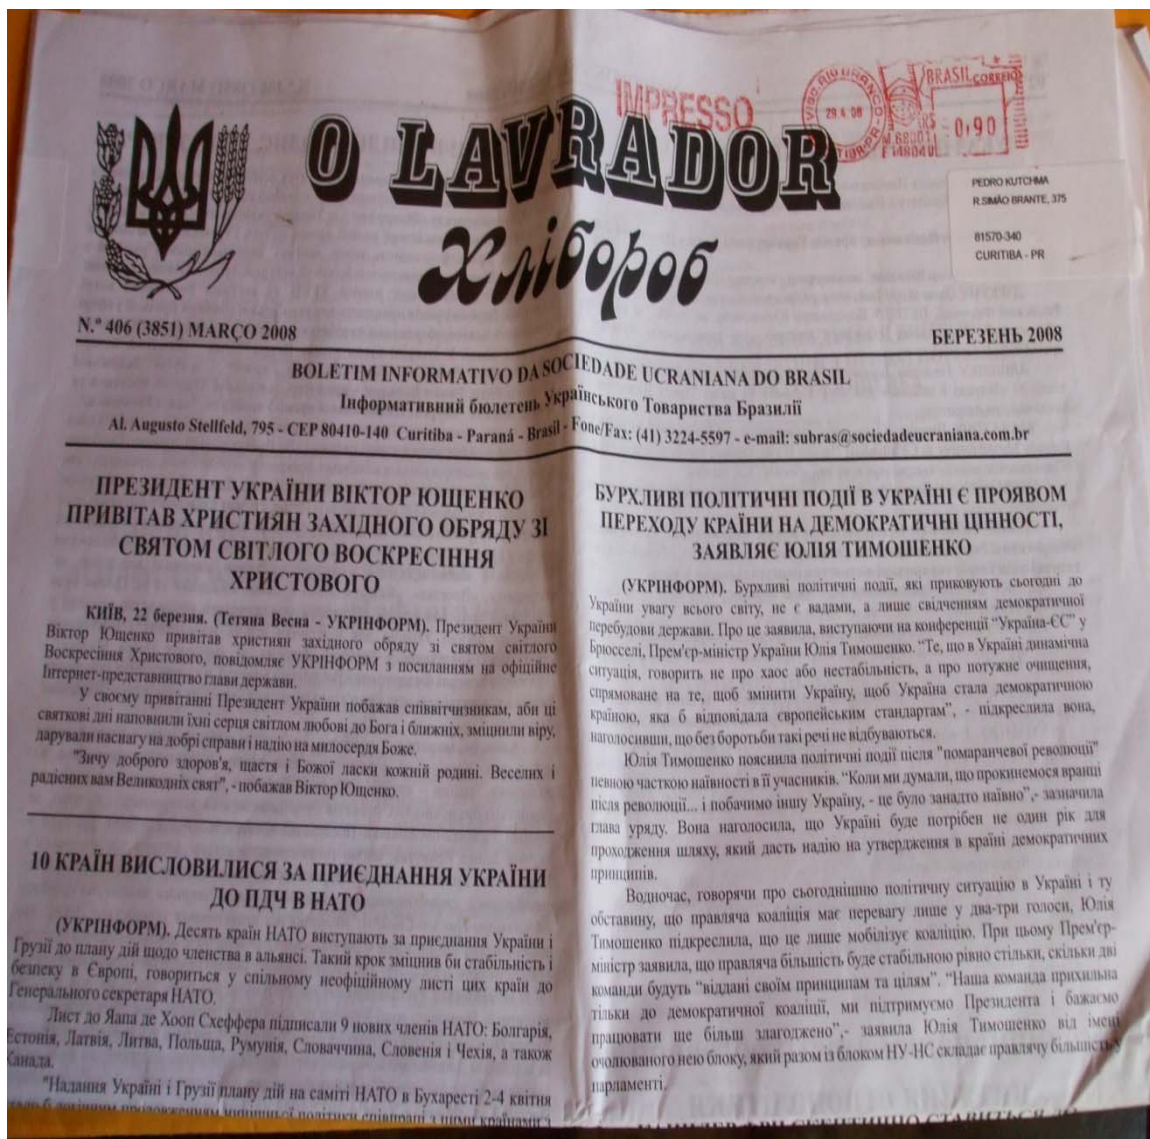 IMPRESSO
BRASIL CORREIO
29.4.08
0,90
O LAVRADOR
Хлібороб
PEDRO KUTCHMA
R.SIMÃO BRANTE, 375
81570-340
CURITIBA - PR
N.º 406 (3851) MARÇO 2008
БЕРЕЗЕНЬ 2008
BOLETIM INFORMATIVO DA SOCIEDADE UCRANIANA DO BRASIL
Інформативний бюлетень Українського Товариства Бразилії
Al. Augusto Stellfeld, 795 - CEP 80410-140 Curitiba - Paraná - Brasil - Fone/Fax: (41) 3224-5597 - e-mail: subras@sociedadeucraniana.com.br
ПРЕЗИДЕНТ УКРАЇНИ ВІКТОР ЮЩЕНКО
ПРИВІТАВ ХРИСТИЯН ЗАХІДНОГО ОБРЯДУ ЗІ
СВЯТОМ СВІТЛОГО ВОСКРЕСІННЯ
ХРИСТОВОГО
КИЇВ, 22 березня. (Тетяна Весна - УКРІНФОРМ). Президент України
Віктор Ющенко привітав християн західного обряду зі святом світлого
Воскресіння Христового, повідомляє УКРІНФОРМ з посиланням на офіційне
Інтернет-представництво глави держави.
У своєму привітанні Президент України побажав співвітчизникам, аби ці
святкові дні наповнили їхні серця світлом любові до Бога і ближніх, зміцнили віру,
дарували наснагу на добрі справи і надію на милосердя Боже.
"Зичу доброго здоров'я, щастя і Божої ласки кожній родині. Веселих і
радісних вам Великодніх свят", - побажав Віктор Ющенко.
10 КРАЇН ВИСЛОВИЛИСЯ ЗА ПРИЄДНАННЯ УКРАЇНИ
ДО ПДЧ В НАТО
(УКРІНФОРМ). Десять країн НАТО виступають за приєднання України і
Грузії до плану дій щодо членства в альянсі. Такий крок зміцнив би стабільність і
безпеку в Європі, говориться у спільному неофіційному листі цих країн до
Генерального секретаря НАТО.
Лист до Яапа де Хооп Схеффера підписали 9 нових членів НАТО: Болгарія,
Естонія, Латвія, Литва, Польща, Румунія, Словаччина, Словенія і Чехія, а також
Канада.
"Надання Україні і Грузії плану дій на саміті НАТО в Бухаресті 2-4 квітня
БУРХЛИВІ ПОЛІТИЧНІ ПОДІЇ В УКРАЇНІ Є ПРОЯВОМ
ПЕРЕХОДУ КРАЇНИ НА ДЕМОКРАТИЧНІ ЦІННОСТІ,
ЗАЯВЛЯЄ ЮЛІЯ ТИМОШЕНКО
(УКРІНФОРМ). Бурхливі політичні події, які приковують сьогодні до
України увагу всього світу, не є вадами, а лише свідченням демократичної
перебудови держави. Про це заявила, виступаючи на конференції “Україна-ЄС” у
Брюсселі, Прем'єр-міністр України Юлія Тимошенко. “Те, що в Україні динамічна
ситуація, говорить не про хаос або нестабільність, а про потужне очищення,
спрямоване на те, щоб змінити Україну, щоб Україна стала демократичною
країною, яка б відповідала європейським стандартам”, - підкреслила вона,
наголосивши, що без боротьби такі речі не відбуваються.
Юлія Тимошенко пояснила політичні події після "помаранчевої революції"
певною часткою наївності в її учасників. “Коли ми думали, що прокинемося вранці
після революції... і побачимо іншу Україну, - це було занадто наївно”,- зазначила
глава уряду. Вона наголосила, що Україні буде потрібен не один рік для
проходження шляху, який дасть надію на утвердження в країні демократичних
принципів.
Водночас, говорячи про сьогоднішню політичну ситуацію в Україні і ту
обставину, що правляча коаліція має перевагу лише у два-три голоси, Юлія
Тимошенко підкреслила, що це лише мобілізує коаліцію. При цьому Прем'єр-
міністр заявила, що правляча більшість буде стабільною рівно стільки, скільки дві
команди будуть “віддані своїм принципам та цілям”. “Наша команда прихильна
тільки до демократичної коаліції, ми підтримуємо Президента і бажаємо
працювати ще більш злагоджено”,- заявила Юлія Тимошенко від імені
очолюваного нею блоку, який разом із блоком НУ-НС складає правлячу більшість у
парламенті.